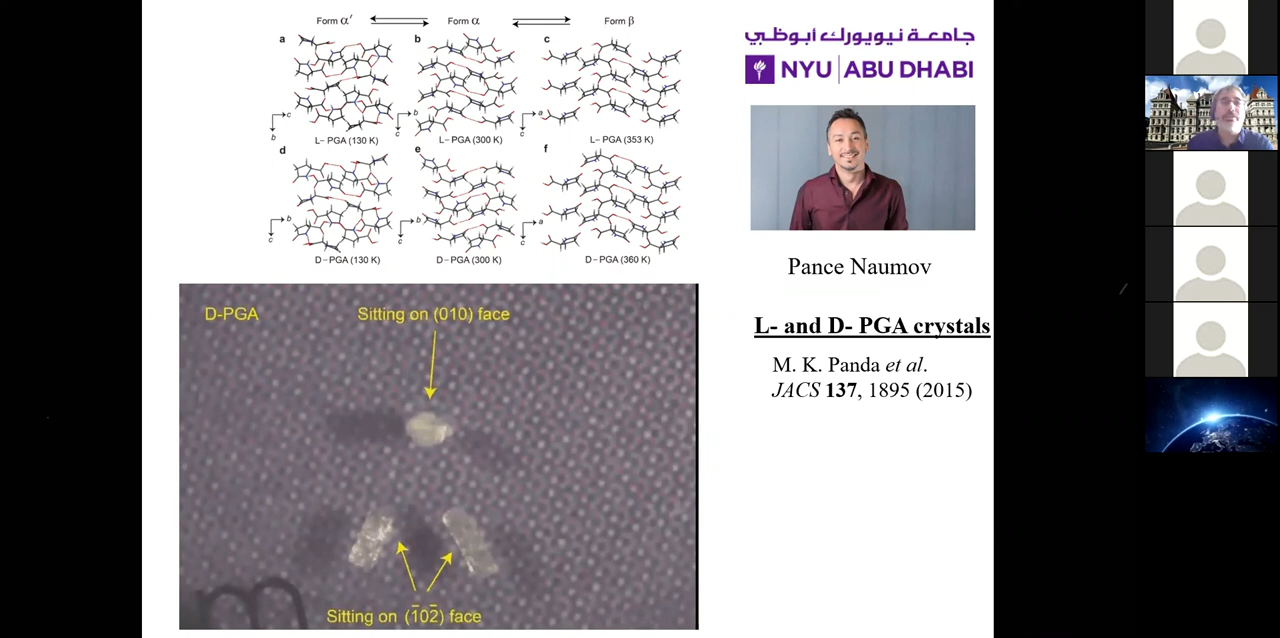 Form α′
Form α
Form β
a
b
c
c
b
L– PGA (130 K)
b
c
L– PGA (300 K)
a
c
L– PGA (353 K)
d
e
f
b
c
D– PGA (130 K)
b
c
D– PGA (300 K)
a
c
D– PGA (360 K)
D-PGA
Sitting on (010) face
Sitting on (1̅02̅) face
m
جامعة نيويورك أبوظبي
NYU | ABU DHABI
Pance Naumov
L- and D- PGA crystals
M. K. Panda et al.
JACS 137, 1895 (2015)